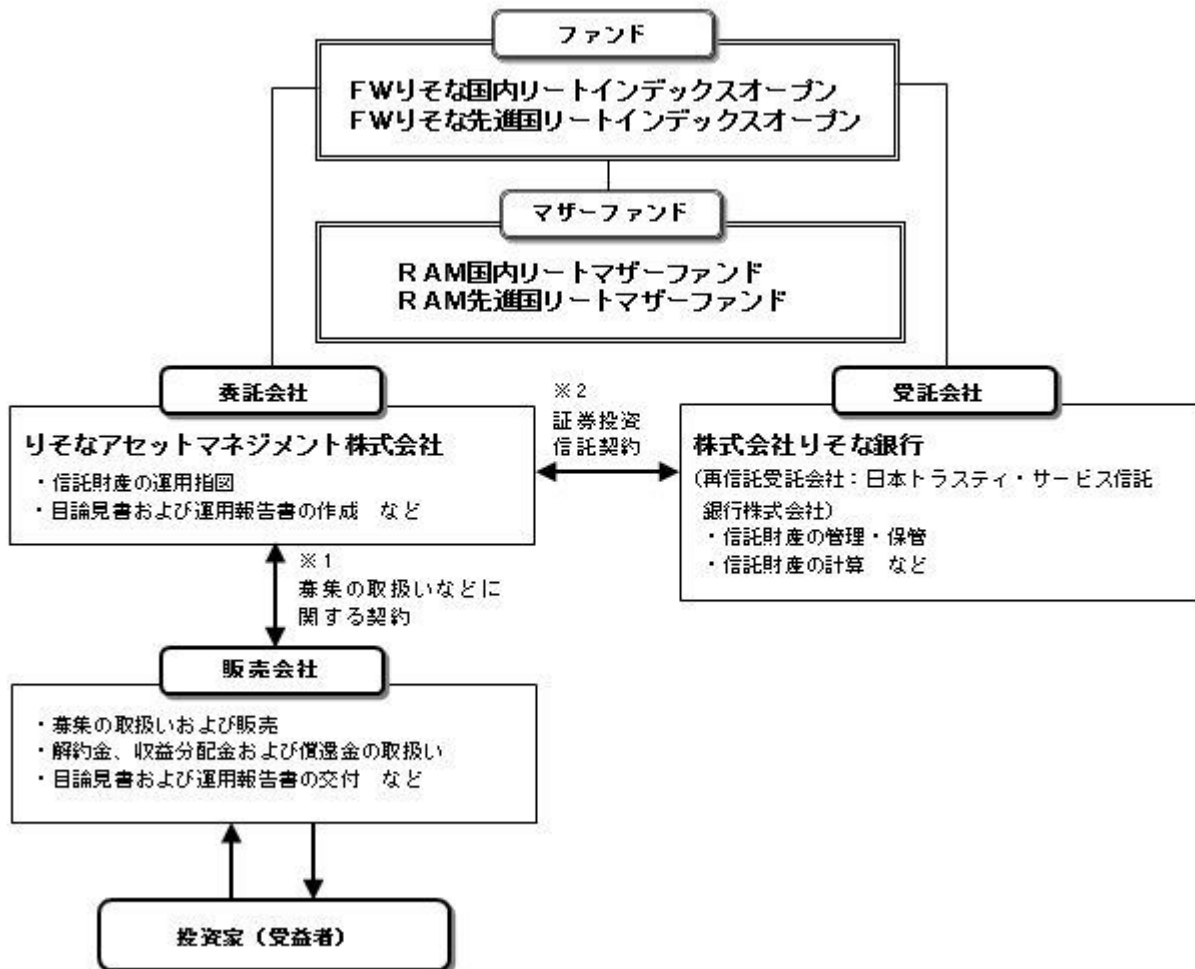 ファンド
FWりそな国内リートインデックスオープン
FWりそな先進国リートインデックスオープン
マザーファンド
RAM国内リートマザーファンド
RAM先進国リートマザーファンド
委託会社
りそなアセットマネジメント株式会社
・信託財産の運用指図
・目論見書および運用報告書の作成 など
※2
証券投資
信託契約
受託会社
株式会社りそな銀行
(再信託受託会社:日本トラスティ・サービス信託
銀行株式会社)
・信託財産の管理・保管
・信託財産の計算 など
※1
募集の取扱いなどに
関する契約
販売会社
・募集の取扱いおよび販売
・解約金、収益分配金および償還金の取扱い
・目論見書および運用報告書の交付 など
投資家(受益者)